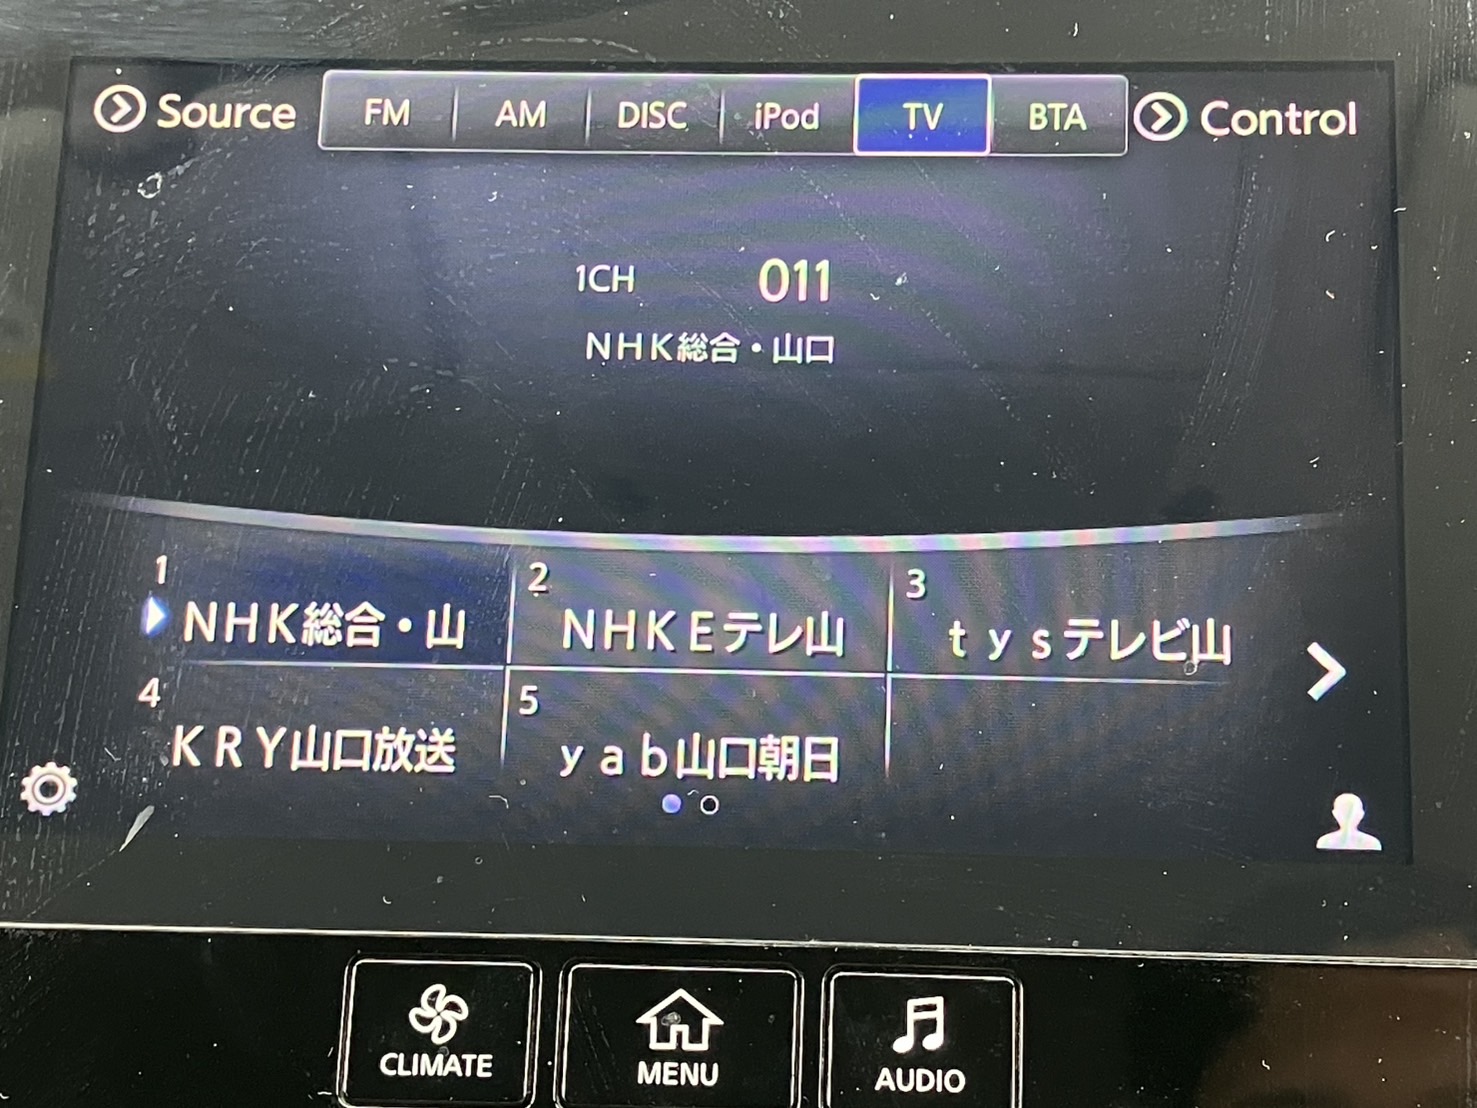 Source FM AM DISC iPod TV BTA Control
1CH 011
NHK総合・山口
1 2 3
NHK総合・山 NHKEテレ山 tysテレビ山
4 5
KRY山口放送 yab山口朝日
CLIMATE MENU AUDIO